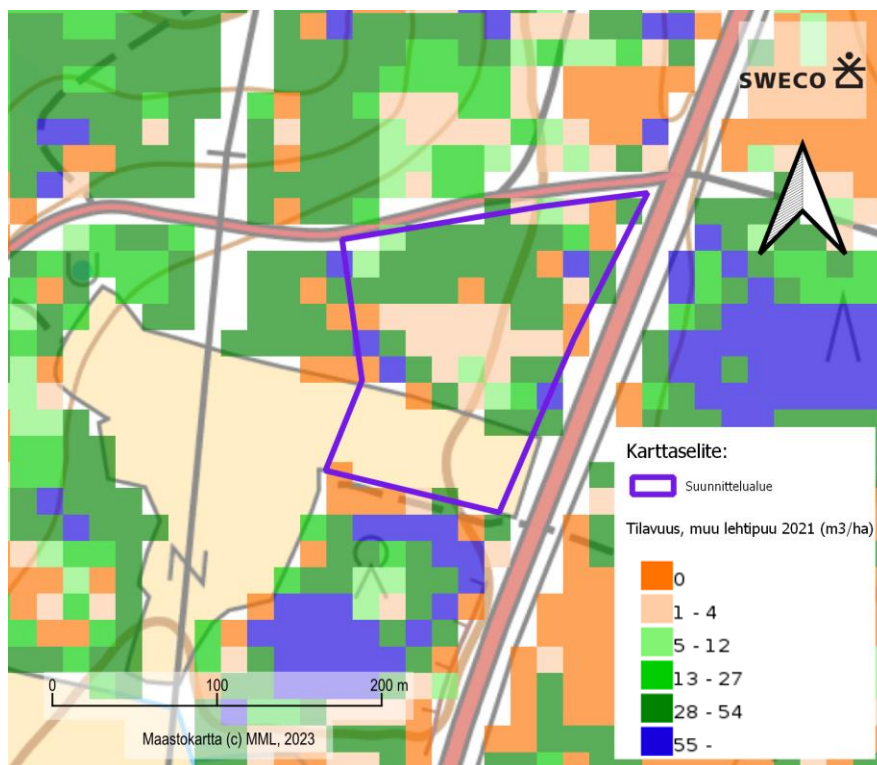 SWECO
Karttaselite:
Suunnittelualue
Tilavuus, muu lehtipuu 2021 (m3/ha)
0
1 - 4
5 - 12
13 - 27
28 - 54
55 -
0 100 200 m
Maastokartta (c) MML, 2023